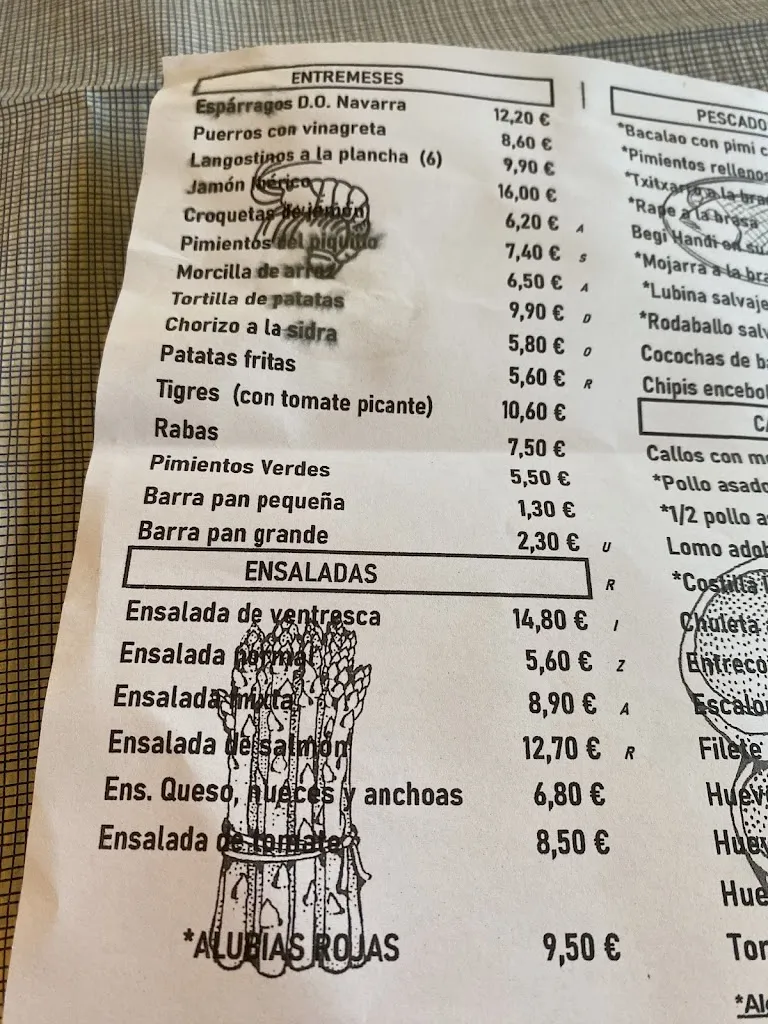 ENTREMESES
Espárragos D.O. Navarra 12,20 €
Puerros con vinagreta 8,60 €
Langostinos a la plancha (6) 9,90 €
Jamón Ibérico 16,00 €
Croquetas de jamón 6,20 €
Pimientos del piquillo 7,40 €
Morcilla de arroz 6,50 €
Tortilla de patatas 9,90 €
Chorizo a la sidra 5,80 €
Patatas fritas 5,60 €
Tigres (con tomate picante) 10,60 €
Rabas 7,50 €
Pimientos Verdes 5,50 €
Barra pan pequeña 1,30 €
Barra pan grande 2,30 €
ENSALADAS
Ensalada de ventresca 14,80 €
Ensalada normal 5,60 €
Ensalada mixta 8,90 €
Ensalada de salmón 12,70 €
Ens. Queso, nueces y anchoas 6,80 €
Ensalada de tomate 8,50 €
*ALUBIAS ROJAS 9,50 €
A
S
A
D
O
R
U
R
I
Z
A
R
PESCADO
*Bacalao con pimi c
*Pimientos rellenos
*Txitxarro a la bra
*Rape a la brasa
Begi Handi en su
*Mojarra a la bra
*Lubina salvaje
*Rodaballo salv
Cocochas de ba
Chipis encebol
CA
Callos con mo
*Pollo asado
*1/2 pollo as
Lomo adob
*Costilla
Chuleta
Entreco
Escalo
Filete
Huev
Huev
Hue
Tor
*Al